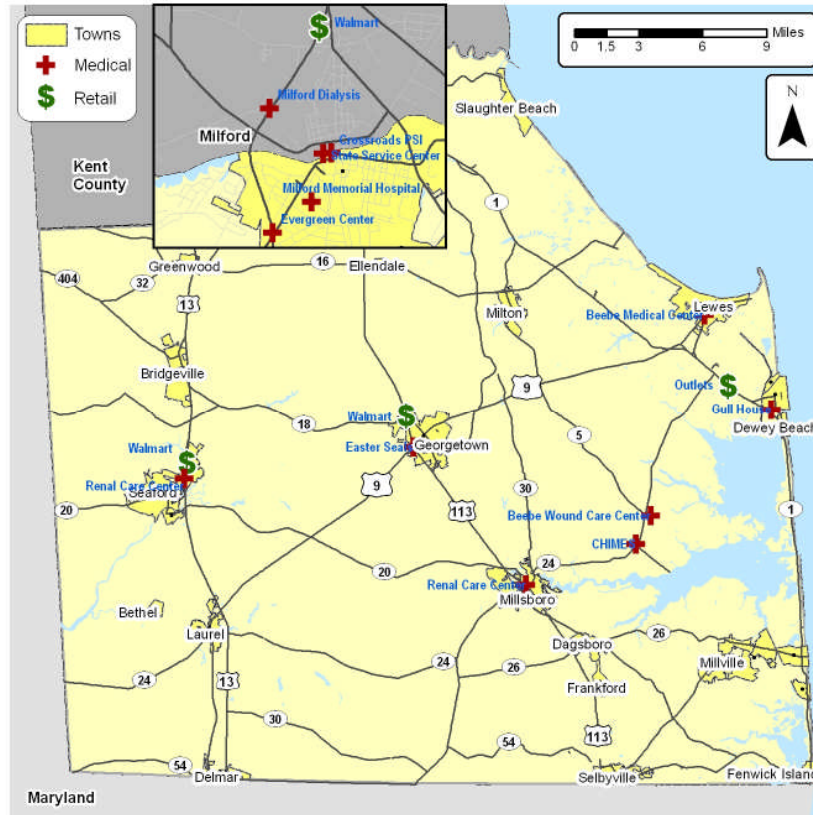 Towns
Medical
$ Retail
0 1.5 3 6 9 Miles
N
$
Walmart
Milford Dialysis
Milford
Crossroads PSI
State Service Center
Milford Memorial Hospital
Evergreen Center
Kent
County
Slaughter Beach
1
16
Ellendale
Greenwood
404
32
13
Milton
Lewes
Beebe Medical Center
Bridgeville
9
Outlets
$
Gull House
Dewey Beach
18
Walmart
$
Georgetown
Easter Seals
5
Walmart
$
Renal Care Center
Seaford
20
9
113
30
Beebe Wound Care Center
1
CHIMES
24
20
Renal Care Center
Millsboro
Bethel
Laurel
24
Dagsboro
26
Millville
24
13
26
Frankford
30
113
54
54
Delmar
Selbyville
Fenwick Island
Maryland